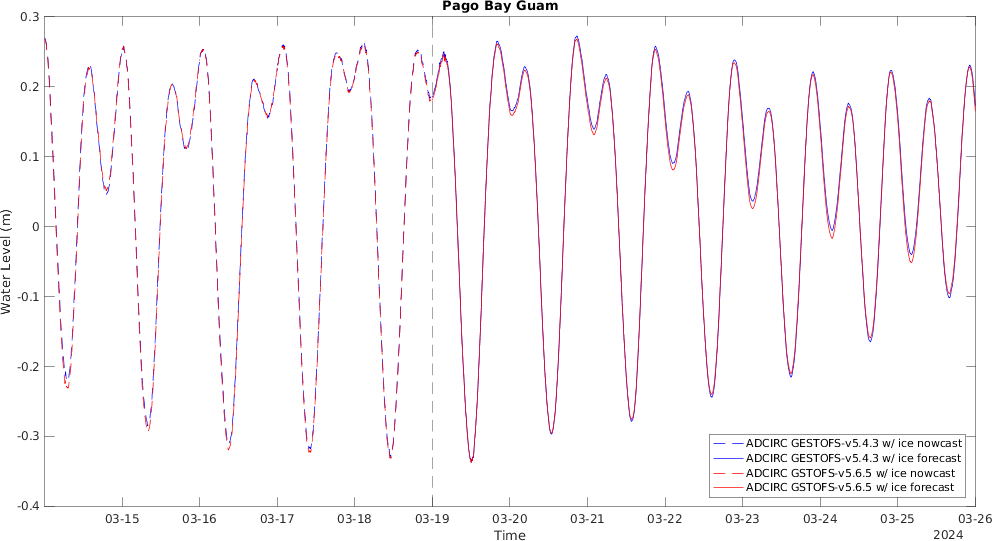 Pago Bay Guam
0.3
0.2
0.1
0
-0.1
-0.2
-0.3
-0.4
Water Level (m)
ADCIRC GESTOFS-v5.4.3 w/ ice nowcast
ADCIRC GESTOFS-v5.4.3 w/ ice forecast
ADCIRC GSTOFS-v5.6.5 w/ ice nowcast
ADCIRC GSTOFS-v5.6.5 w/ ice forecast
03-15 03-16 03-17 03-18 03-19 03-20 03-21 03-22 03-23 03-24 03-25 03-26
Time
2024